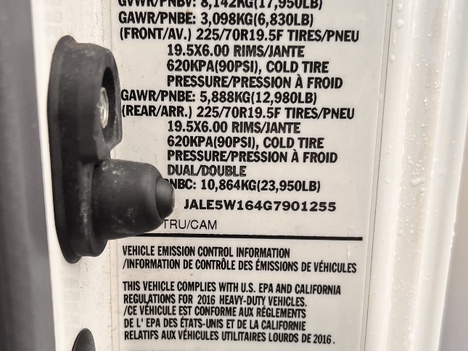 GVWR/PNBV: 8,142KG(17,950LB)
GAWR/PNBE: 3,098KG(6,830LB)
(FRONT/AV.) 225/70R19.5F TIRES/PNEU
19.5X6.00 RIMS/JANTE
620KPA(90PSI), COLD TIRE
PRESSURE/PRESSION À FROID
GAWR/PNBE: 5,888KG(12,980LB)
(REAR/ARR.) 225/70R19.5F TIRES/PNEU
19.5X6.00 RIMS/JANTE
620KPA(90PSI), COLD TIRE
PRESSURE/PRESSION À FROID
DUAL/DOUBLE
NBC: 10,864KG(23,950LB)
JALE5W164G7901255
TRU/CAM
VEHICLE EMISSION CONTROL INFORMATION
/INFORMATION DE CONTRÔLE DES ÉMISSIONS DE VÉHICULES
THIS VEHICLE COMPLIES WITH U.S. EPA AND CALIFORNIA
REGULATIONS FOR 2016 HEAVY-DUTY VEHICLES.
/CE VÉHICULE EST CONFORME AUX RÉGLEMENTS
DE L' EPA DES ÉTATS-UNIS ET DE LA CALIFORNIE
RELATIFS AUX VÉHICULES UTILITAIRES LOURDS DE 2016.